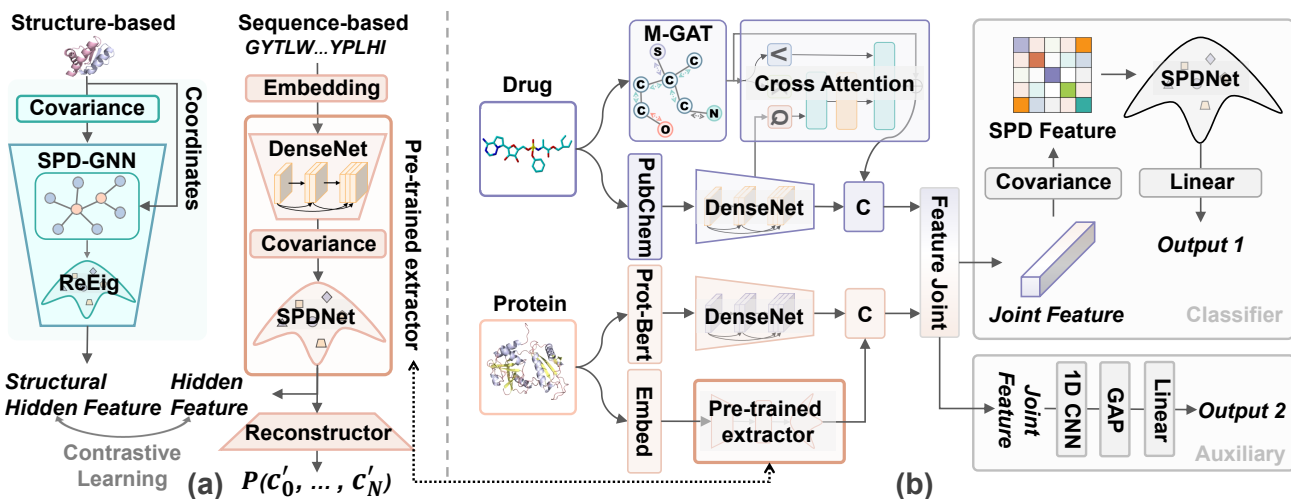 Structure-based
Sequence-based
GYTLW...YPLHI
Covariance
Coordinates
SPD-GNN
ReEig
Structural
Hidden Feature
Hidden
Feature
Contrastive
Learning
Embedding
DenseNet
Covariance
SPDNet
Pre-trained extractor
Reconstructor
P(c′0, ... , c′N)
(a)
Drug
M-GAT
S
C
C
C
C
C
C
N
O
V
Q
Cross Attention
PubChem
DenseNet
C
Protein
Prot-Bert
DenseNet
C
Embed
Pre-trained
extractor
Feature Joint
(b)
SPD Feature
SPDNet
Covariance
Linear
Joint Feature
Output 1
Classifier
Joint
Feature
1D CNN
GAP
Linear
Output 2
Auxiliary